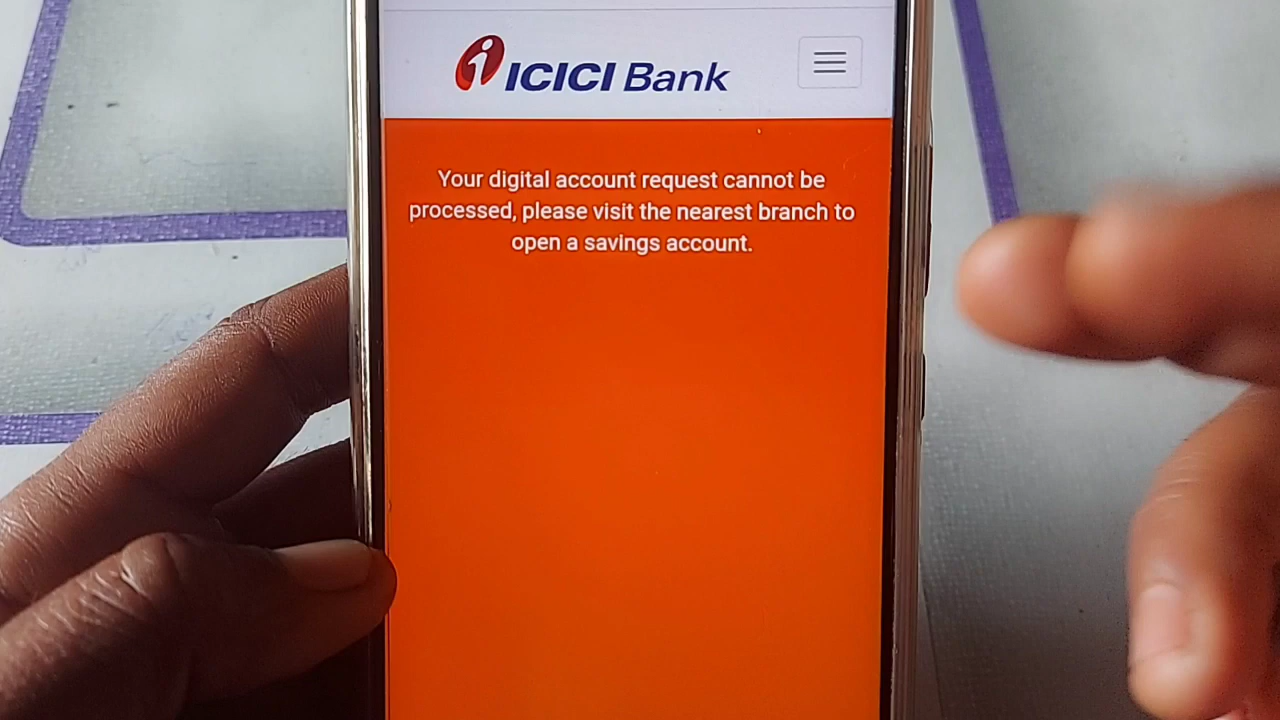 ICICI Bank
Your digital account request cannot be
processed, please visit the nearest branch to
open a savings account.